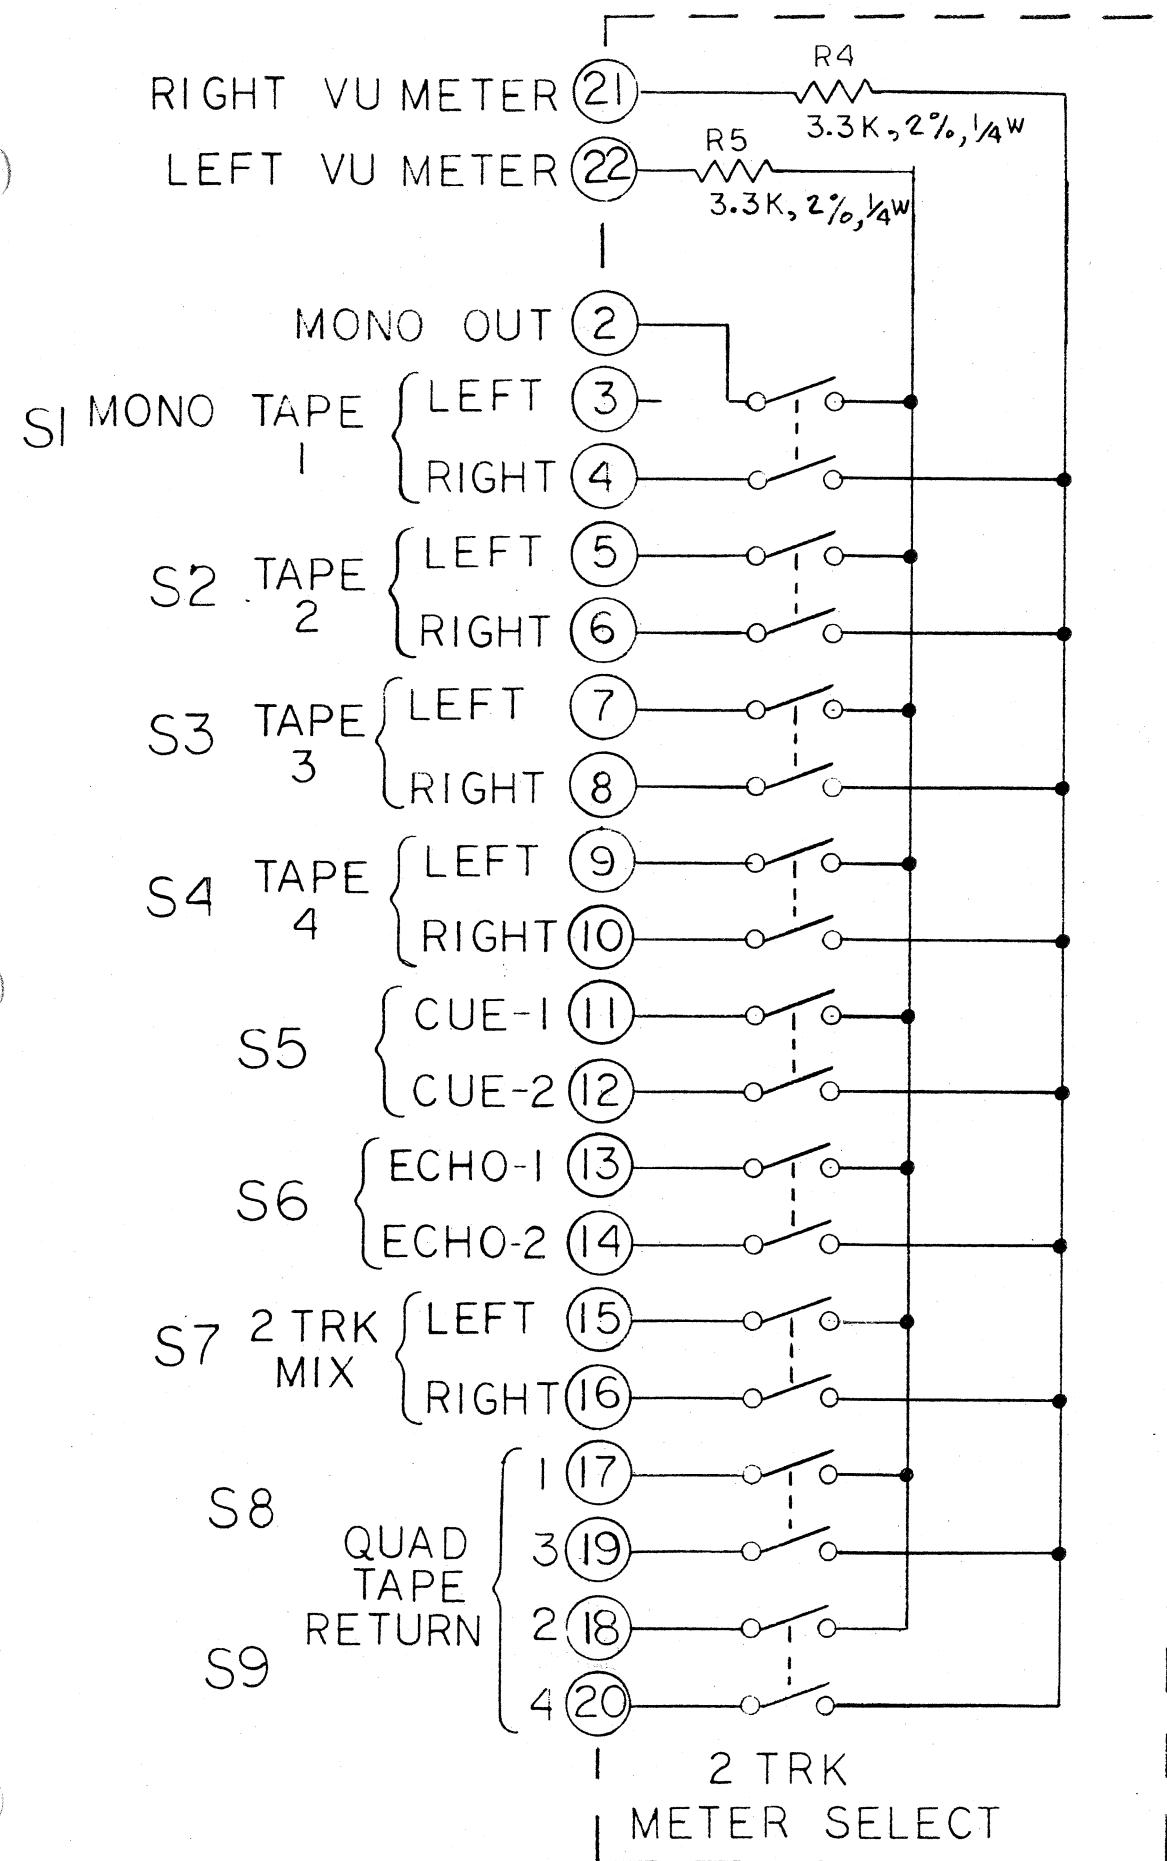 R4
RIGHT VU METER 21
3.3K, 2%, 1/4W
R5
LEFT VU METER 22
3.3K, 2%, 1/4W
MONO OUT 2
S1 MONO TAPE 1
LEFT 3
RIGHT 4
S2 TAPE 2
LEFT 5
RIGHT 6
S3 TAPE 3
LEFT 7
RIGHT 8
S4 TAPE 4
LEFT 9
RIGHT 10
S5
CUE-1 11
CUE-2 12
S6
ECHO-1 13
ECHO-2 14
S7 2 TRK
MIX
LEFT 15
RIGHT 16
S8
QUAD
TAPE
RETURN
S9
1 17
3 19
2 18
4 20
2 TRK
METER SELECT